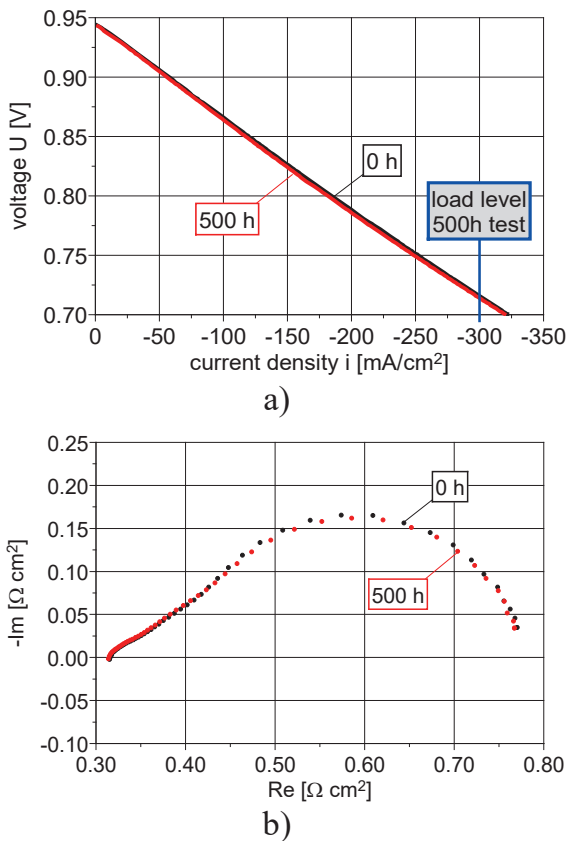 0.95
0.90
0.85
0.80
0.75
0.70
voltage U [V]
0 h
500 h
load level
500h test
0 -50 -100 -150 -200 -250 -300 -350
current density i [mA/cm²]
a)
0.25
0.20
0.15
0.10
0.05
0.00
-0.05
-0.10
-Im [Ω cm²]
0 h
500 h
0.30 0.40 0.50 0.60 0.70 0.80
Re [Ω cm²]
b)